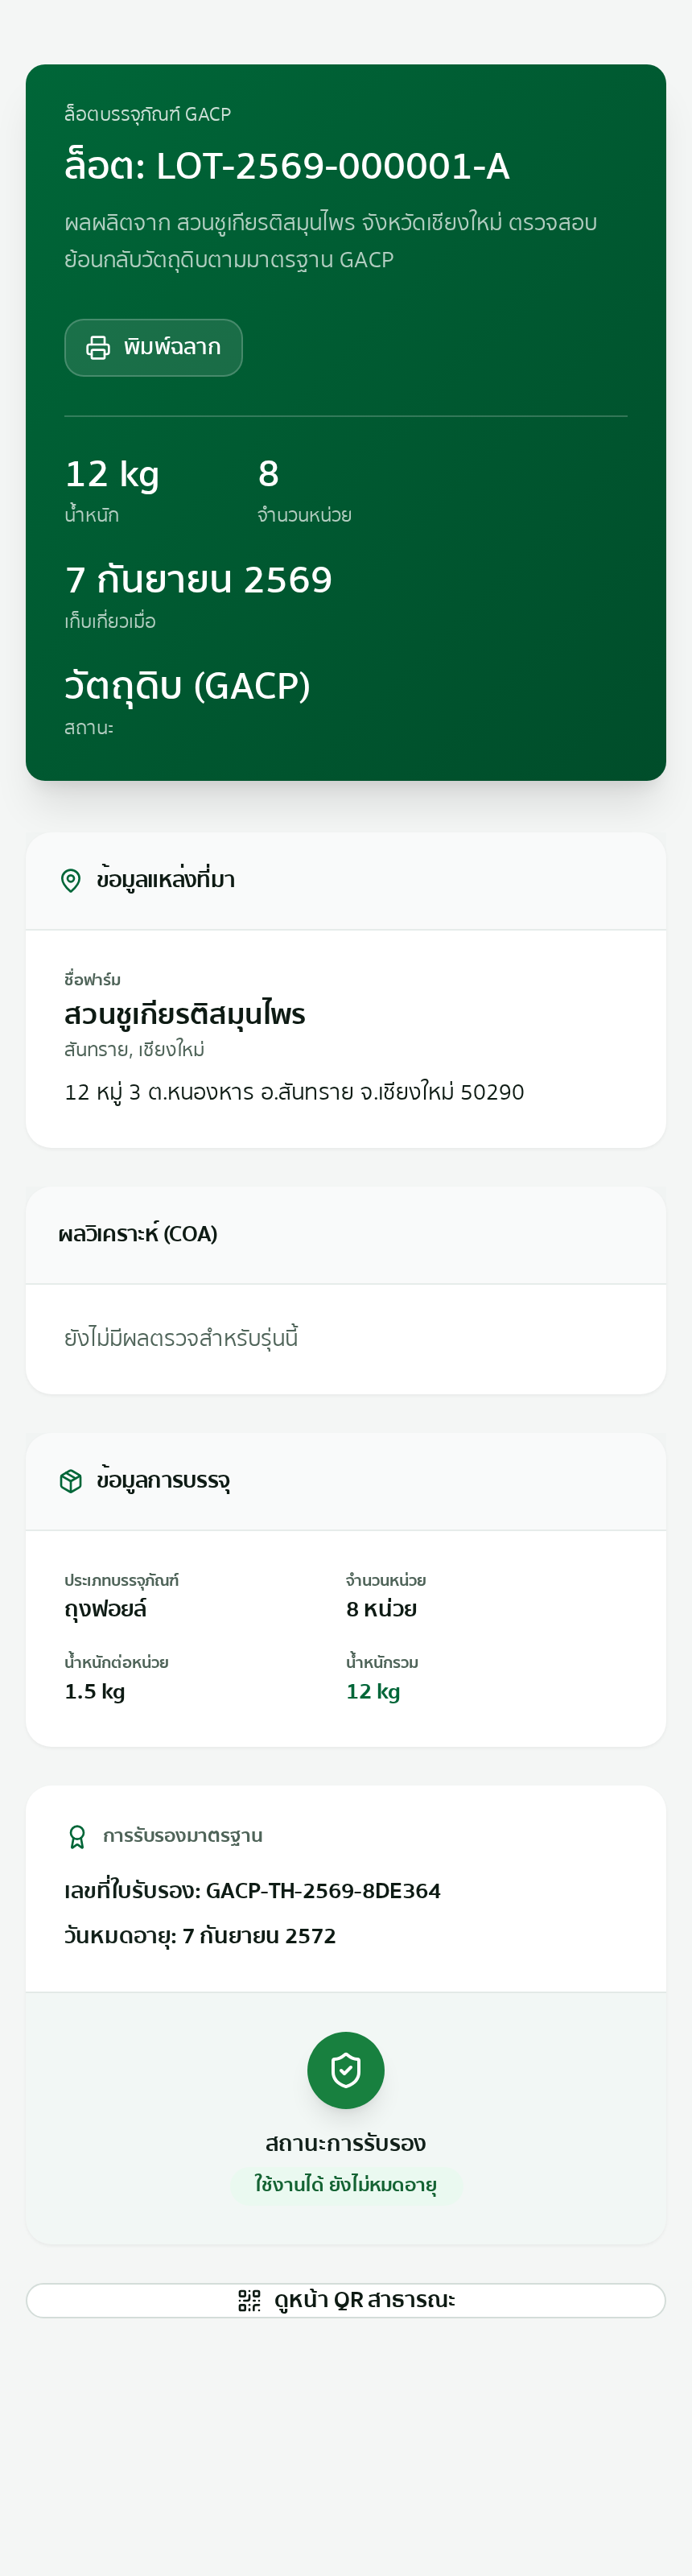 ล็อตบรรจุภัณฑ์ GACP
ล็อต: LOT-2569-000001-A
ผลผลิตจาก สวนชูเกียรติสมุนไพร จังหวัดเชียงใหม่ ตรวจสอบ
ย้อนกลับวัตถุดิบตามมาตรฐาน GACP
พิมพ์ฉลาก
12 kg
น้ำหนัก
8
จำนวนหน่วย
7 กันยายน 2569
เก็บเกี่ยวเมื่อ
วัตถุดิบ (GACP)
สถานะ
ข้อมูลแหล่งที่มา
ชื่อฟาร์ม
สวนชูเกียรติสมุนไพร
สันทราย, เชียงใหม่
12 หมู่ 3 ต.หนองหาร อ.สันทราย จ.เชียงใหม่ 50290
ผลวิเคราะห์ (COA)
ยังไม่มีผลตรวจสำหรับรุ่นนี้
ข้อมูลการบรรจุ
ประเภทบรรจุภัณฑ์
ถุงฟอยล์
จำนวนหน่วย
8 หน่วย
น้ำหนักต่อหน่วย
1.5 kg
น้ำหนักรวม
12 kg
การรับรองมาตรฐาน
เลขที่ใบรับรอง: GACP-TH-2569-8DE364
วันหมดอายุ: 7 กันยายน 2572
สถานะการรับรอง
ใช้งานได้ ยังไม่หมดอายุ
ดูหน้า QR สาธารณะ